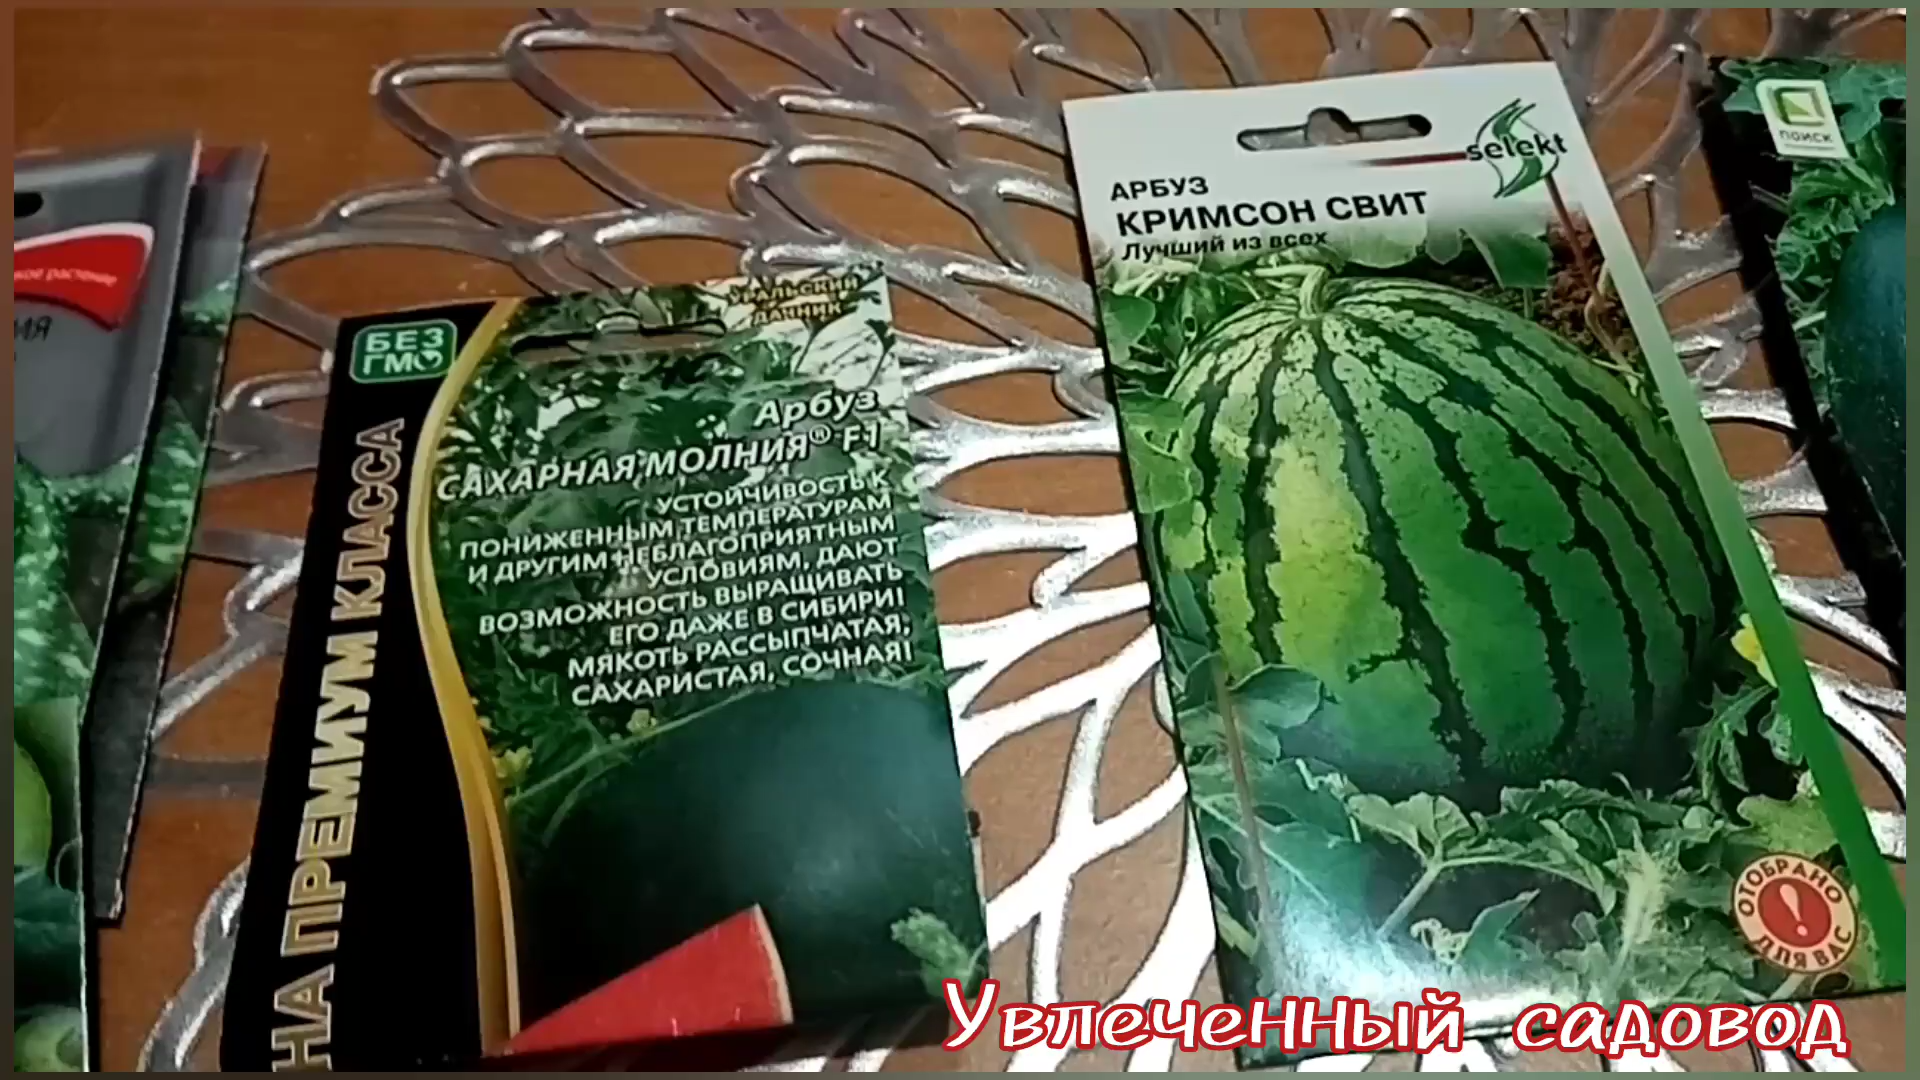 кое растение
УРАЛЬСКИЙ
ДАЧНИК
БЕЗ
ГМО
Арбуз
САХАРНАЯ МОЛНИЯ® F1
УСТОЙЧИВОСТЬ К
ПОНИЖЕННЫМ ТЕМПЕРАТУРАМ
И ДРУГИМ НЕБЛАГОПРИЯТНЫМ
УСЛОВИЯМ, ДАЮТ
ВОЗМОЖНОСТЬ ВЫРАЩИВАТЬ
ЕГО ДАЖЕ В СИБИРИ!
МЯКОТЬ РАССЫПЧАТАЯ,
САХАРИСТАЯ, СОЧНАЯ!
НА ПРЕМИУМ КЛАССА
selekt
АРБУЗ
КРИМСОН СВИТ
Лучший из всех
ОТОБРАНО
ДЛЯ ВАС
ПОИСК
Увлеченный садовод